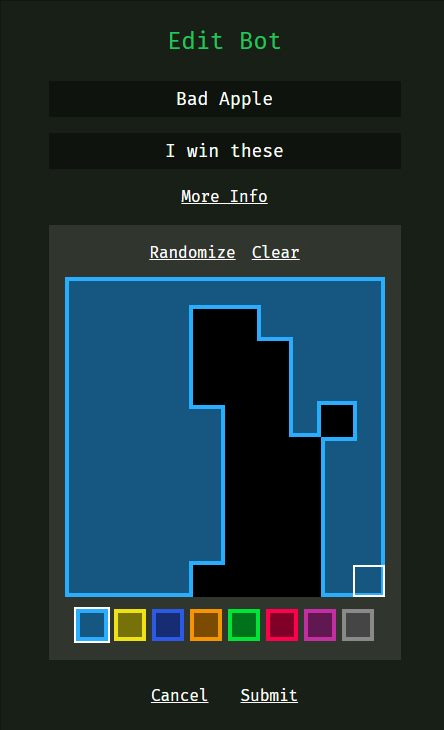 Edit Bot
Bad Apple
I win these
More Info
Randomize Clear
Cancel Submit